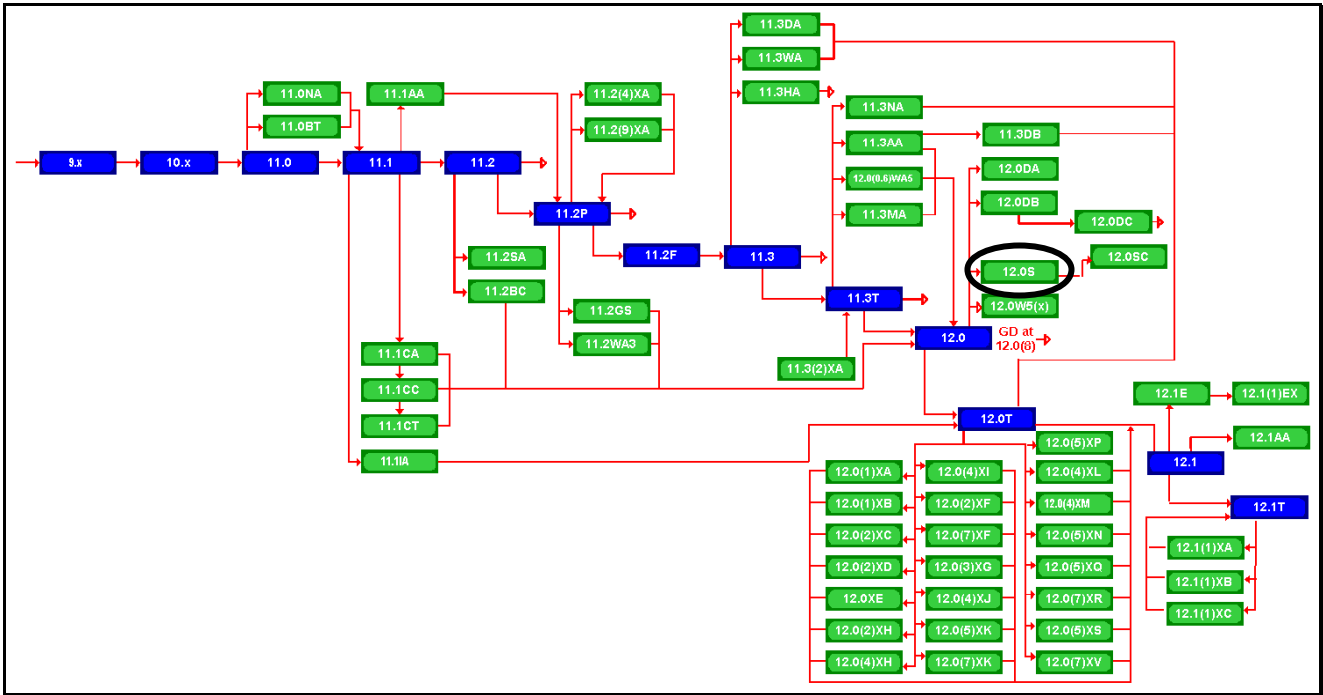 11.3DA
11.3WA
11.3HA
11.0NA
11.0BT
11.1AA
11.2(4)XA
11.2(9)XA
11.3NA
11.3AA
12.0(0.6)WA5
11.3MA
11.3DB
12.0DA
12.0DB
12.0DC
12.0S
12.0SC
12.0W5(x)
9.x
10.x
11.0
11.1
11.2
11.2P
11.2F
11.3
11.3T
12.0
GD at
12.0(8)
11.2SA
11.2BC
11.2GS
11.2WA3
11.3(2)XA
11.1CA
11.1CC
11.1CT
11.1IA
12.0T
12.1E
12.1(1)EX
12.1AA
12.1
12.1T
12.1(1)XA
12.1(1)XB
12.1(1)XC
12.0(1)XA
12.0(1)XB
12.0(2)XC
12.0(2)XD
12.0XE
12.0(2)XH
12.0(4)XH
12.0(4)XI
12.0(2)XF
12.0(7)XF
12.0(3)XG
12.0(4)XJ
12.0(5)XK
12.0(7)XK
12.0(5)XP
12.0(4)XL
12.0(4)XM
12.0(5)XN
12.0(5)XQ
12.0(7)XR
12.0(5)XS
12.0(7)XV